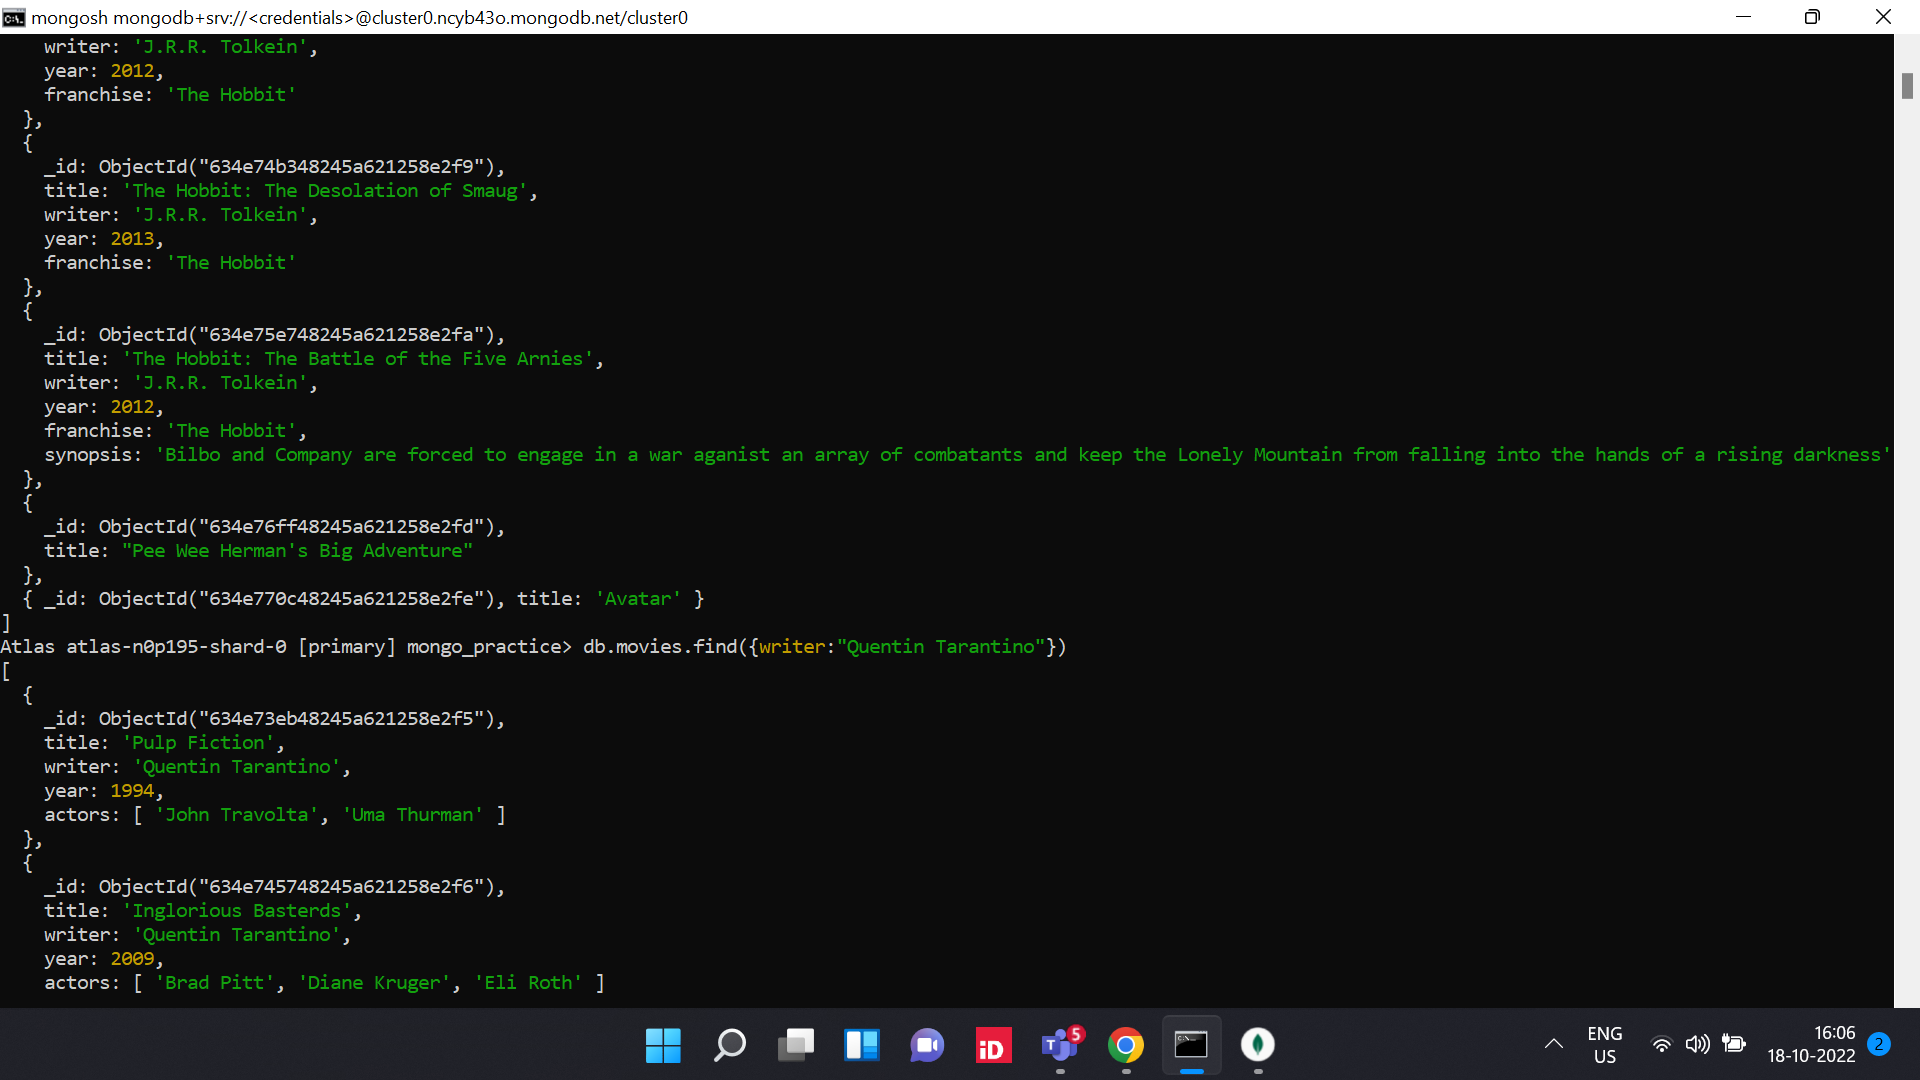 mongosh mongodb+srv://<credentials>@cluster0.ncyb43o.mongodb.net/cluster0
writer: 'J.R.R. Tolkein',
year: 2012,
franchise: 'The Hobbit'
},
{
_id: ObjectId("634e74b348245a621258e2f9"),
title: 'The Hobbit: The Desolation of Smaug',
writer: 'J.R.R. Tolkein',
year: 2013,
franchise: 'The Hobbit'
},
{
_id: ObjectId("634e75e748245a621258e2fa"),
title: 'The Hobbit: The Battle of the Five Arnies',
writer: 'J.R.R. Tolkein',
year: 2012,
franchise: 'The Hobbit',
synopsis: 'Bilbo and Company are forced to engage in a war aganist an array of combatants and keep the Lonely Mountain from falling into the hands of a rising darkness'
},
{
_id: ObjectId("634e76ff48245a621258e2fd"),
title: "Pee Wee Herman's Big Adventure"
},
{ _id: ObjectId("634e770c48245a621258e2fe"), title: 'Avatar' }
]
Atlas atlas-n0p195-shard-0 [primary] mongo_practice> db.movies.find({writer:"Quentin Tarantino"})
[
{
_id: ObjectId("634e73eb48245a621258e2f5"),
title: 'Pulp Fiction',
writer: 'Quentin Tarantino',
year: 1994,
actors: [ 'John Travolta', 'Uma Thurman' ]
},
{
_id: ObjectId("634e745748245a621258e2f6"),
title: 'Inglorious Basterds',
writer: 'Quentin Tarantino',
year: 2009,
actors: [ 'Brad Pitt', 'Diane Kruger', 'Eli Roth' ]
iD
T
5
ENG
US
16:06
18-10-2022
2